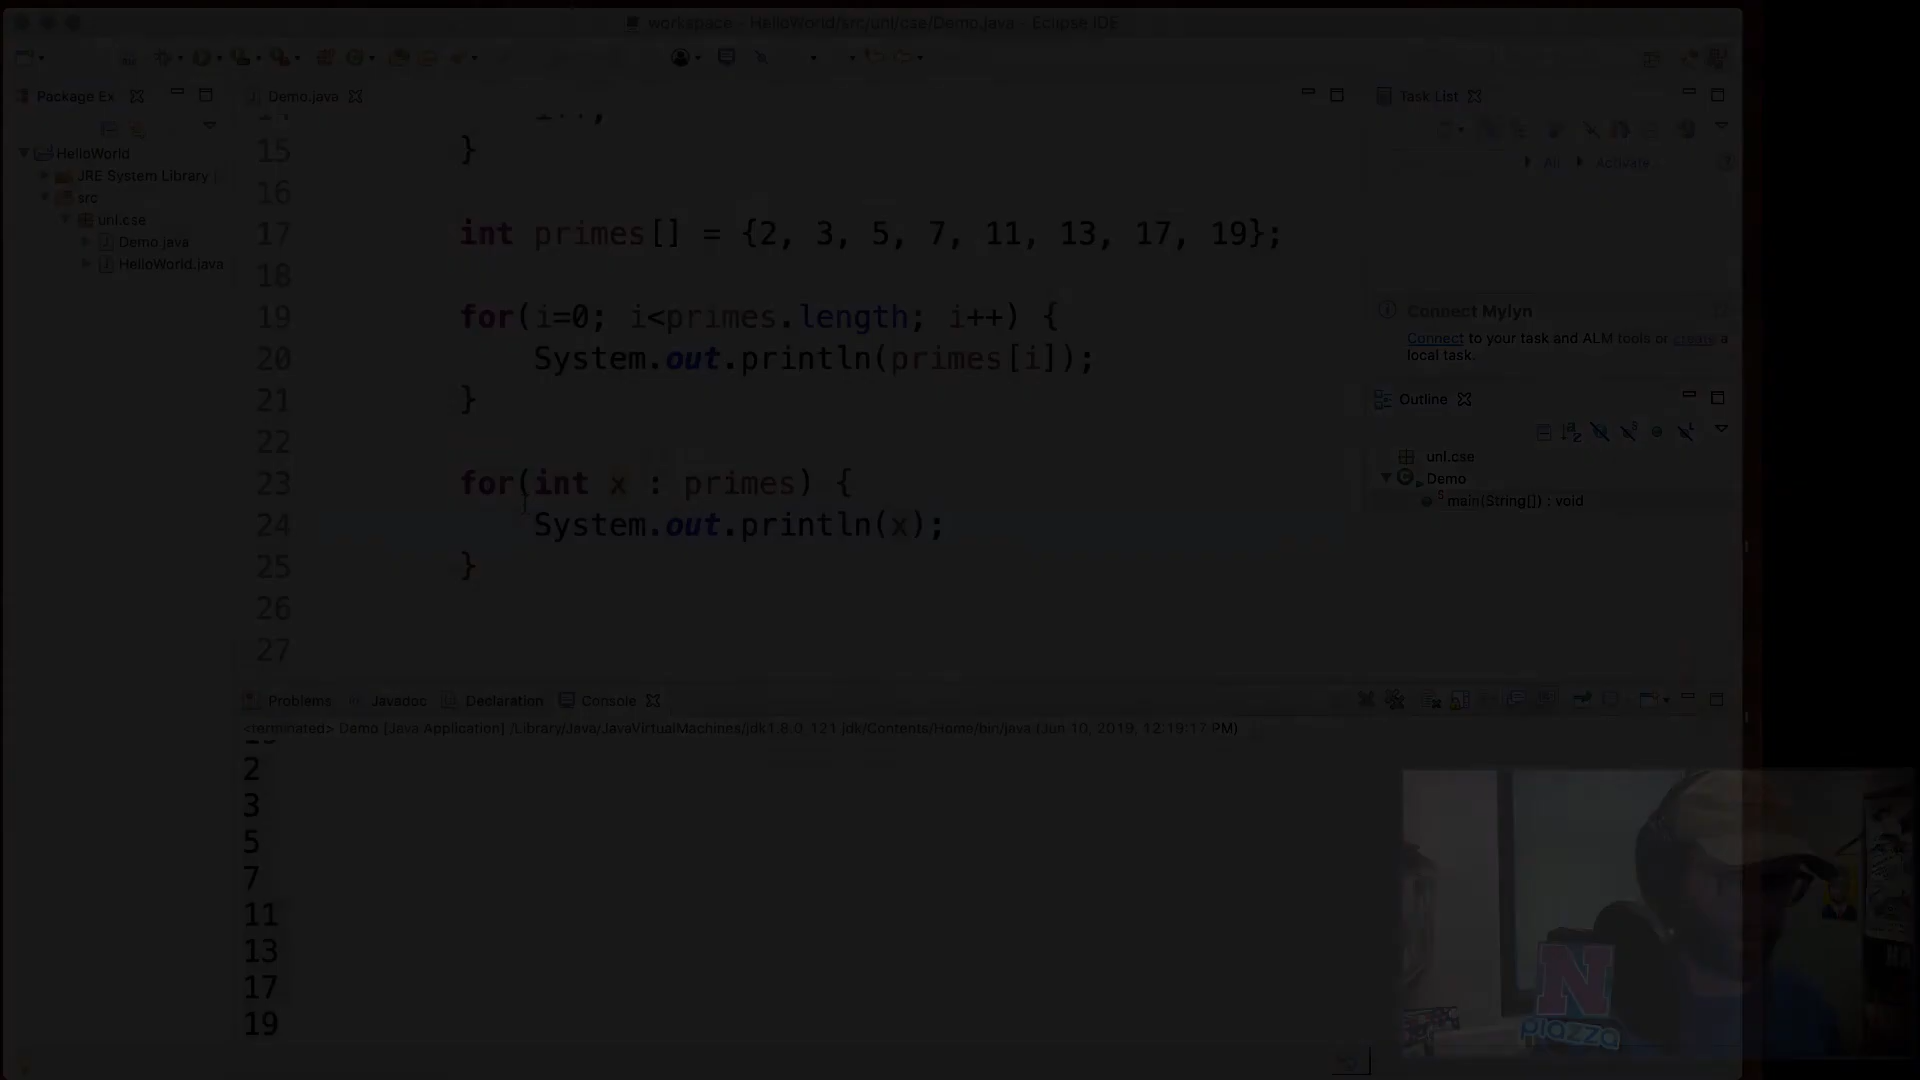 workspace - HelloWorld/src/unl/cse/Demo.java - Eclipse IDE
Package Ex
Demo.java
Task List
HelloWorld
JRE System Library
src
unl.cse
Demo.java
HelloWorld.java
15 }
16
17 int primes[] = {2, 3, 5, 7, 11, 13, 17, 19};
18
19 for(i=0; i<primes.length; i++) {
20 System.out.println(primes[i]);
21 }
22
23 for(int x : primes) {
24 System.out.println(x);
25 }
26
27
All Activate...
Connect Mylyn
Connect to your task and ALM tools or create a
local task.
Outline
unl.cse
Demo
main(String[]) : void
Problems Javadoc Declaration Console
<terminated> Demo [Java Application] /Library/Java/JavaVirtualMachines/jdk1.8.0_121.jdk/Contents/Home/bin/java (Jun 10, 2019, 12:19:17 PM)
2
3
5
7
11
13
17
19
N
piazza